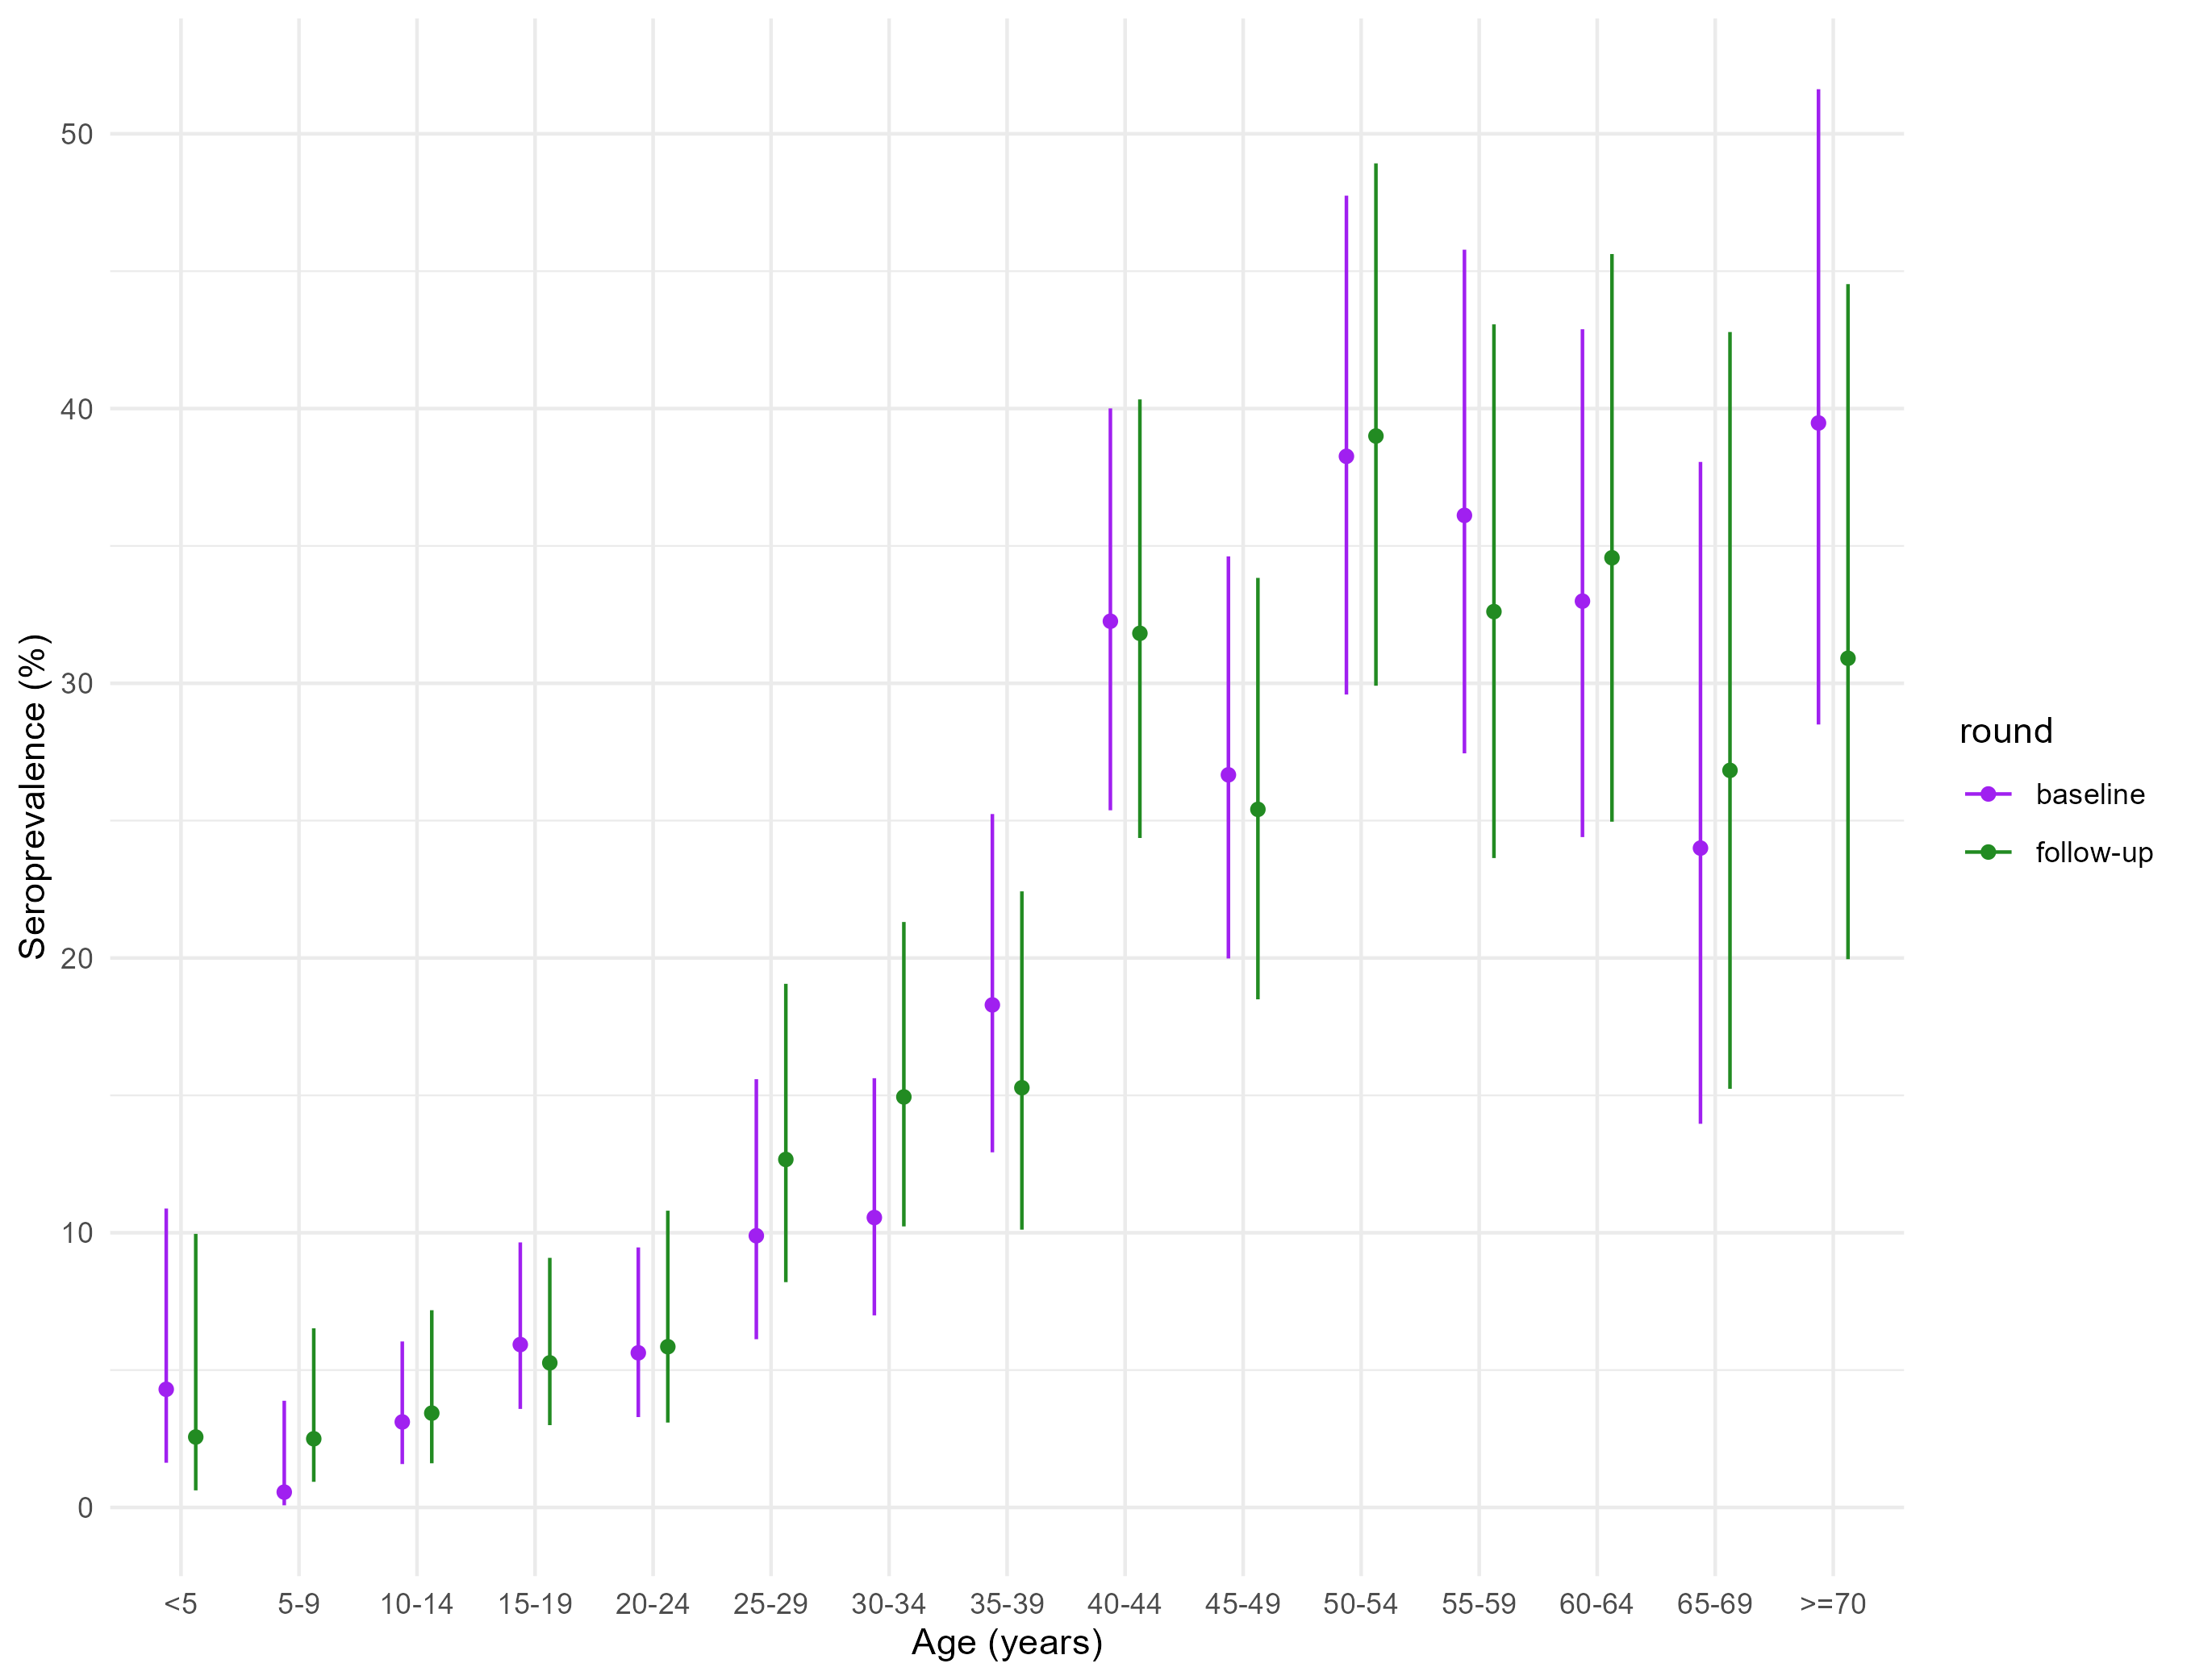 50
40
30
20
10
0
Seroprevalence (%)
<5 5-9 10-14 15-19 20-24 25-29 30-34 35-39 40-44 45-49 50-54 55-59 60-64 65-69 >=70
Age (years)
round
baseline
follow-up